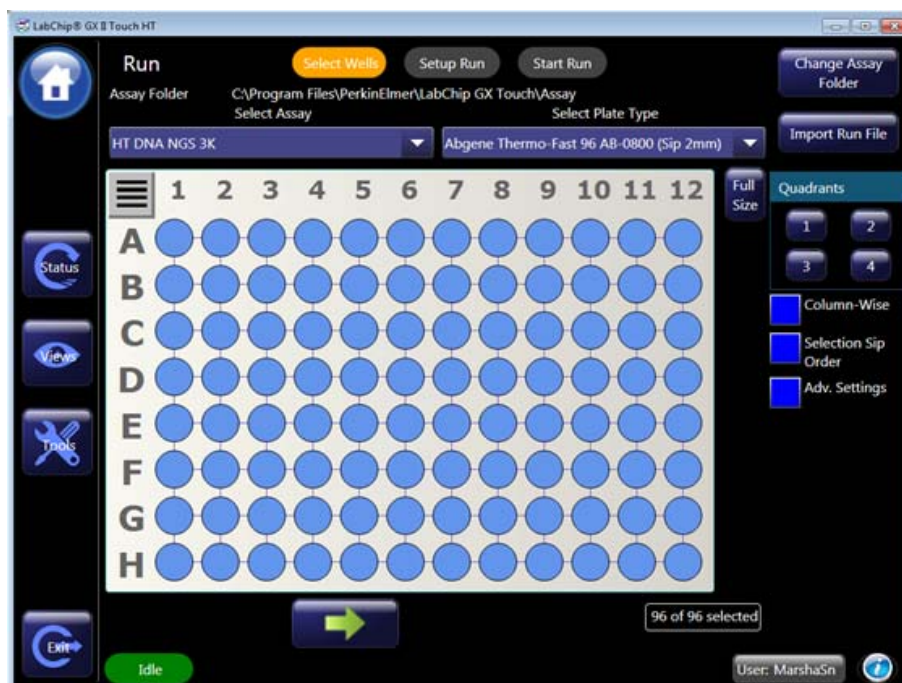 LabChip® GX II Touch HT
Run
Select Wells
Setup Run
Start Run
Change Assay
Folder
Assay Folder
C:\Program Files\PerkinElmer\LabChip GX Touch\Assay
Select Assay
Select Plate Type
Import Run File
HT DNA NGS 3K
Abgene Thermo-Fast 96 AB-0800 (Sip 2mm)
1 2 3 4 5 6 7 8 9 10 11 12
Full
Size
Quadrants
1 2
3 4
A
B
C
D
E
F
G
H
Column-Wise
Selection Sip
Order
Adv. Settings
Status
Views
Tools
Exit
96 of 96 selected
Idle
User: MarshaSn